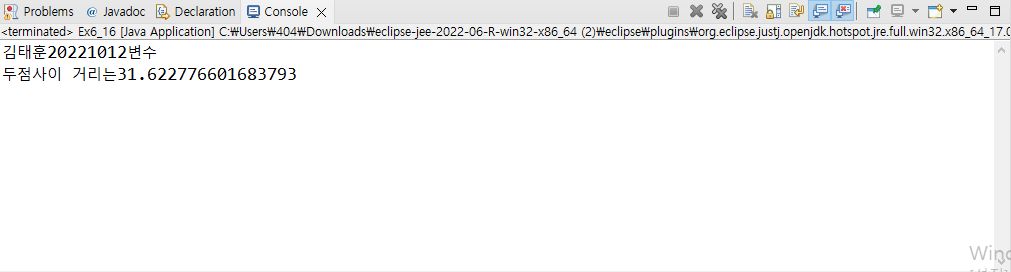 Problems @ Javadoc Declaration Console
<terminated> Ex6_16 [Java Application] C:₩Users₩404₩Downloads₩eclipse-jee-2022-06-R-win32-x86_64 (2)₩eclipse₩plugins₩org.eclipse.justj.openjdk.hotspot.jre.full.win32.x86_64_17.0
김태훈20221012변수
두점사이 거리는31.622776601683793